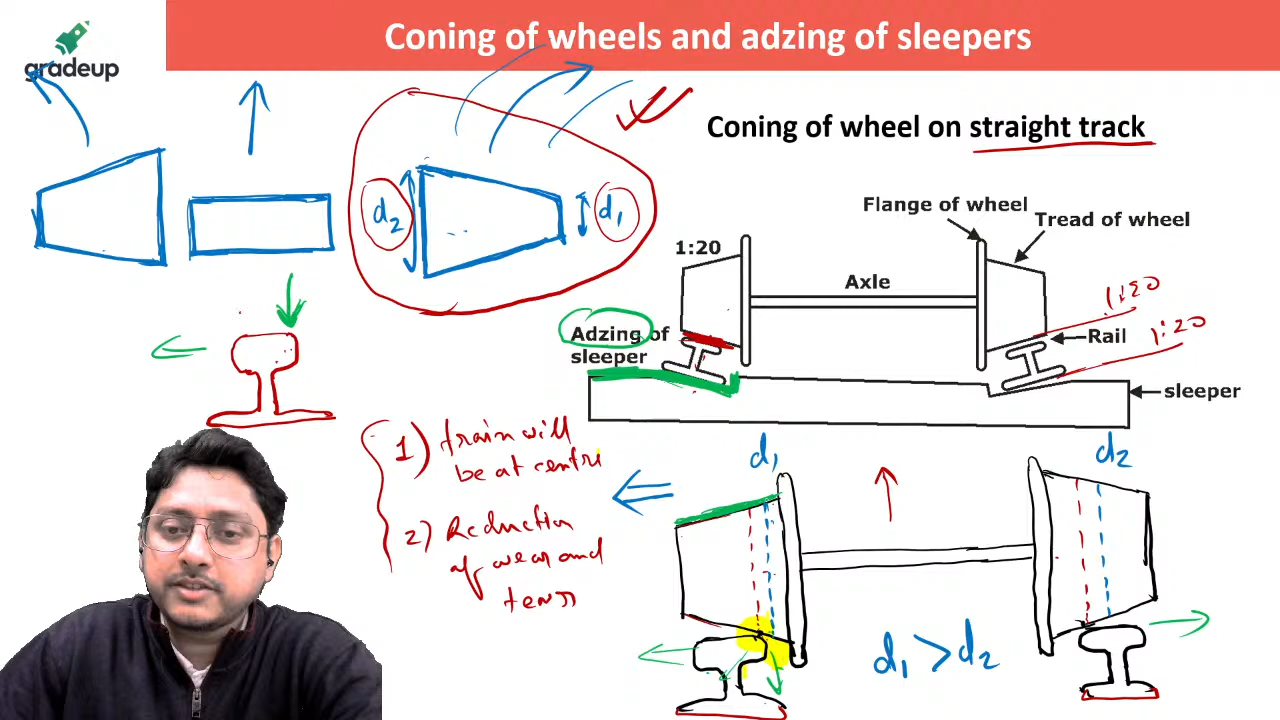 Coning of wheels and adzing of sleepers
gradeup
Coning of wheel on straight track
Flange of wheel
Tread of wheel
1:20
Axle
d2
d1
1:20
1:20
Adzing of
sleeper
Rail
sleeper
1) train will
be at centre
2) Reduction
of wear and
tear
d1
d2
d1 > d2